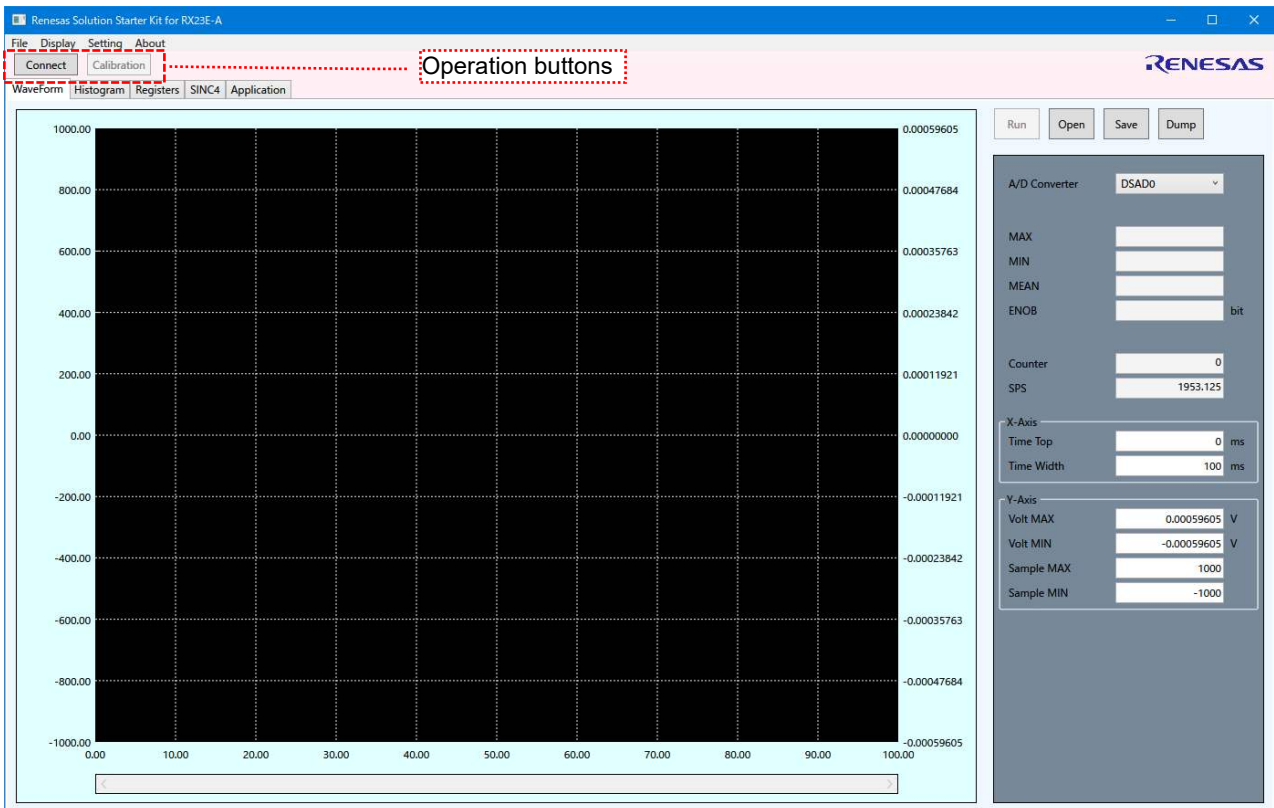 Renesas Solution Starter Kit for RX23E-A
File Display Setting About
Connect Calibration Operation buttons RENESAS
WaveForm Histogram Registers SINC4 Application
Run Open Save Dump
1000.00 0.00059605
800.00 0.00047684
600.00 0.00035763
400.00 0.00023842
200.00 0.00011921
0.00 0.00000000
-200.00 -0.00011921
-400.00 -0.00023842
-600.00 -0.00035763
-800.00 -0.00047684
-1000.00 -0.00059605
0.00 10.00 20.00 30.00 40.00 50.00 60.00 70.00 80.00 90.00 100.00
A/D Converter DSAD0
MAX
MIN
MEAN
ENOB bit
Counter 0
SPS 1953.125
X-Axis
Time Top 0 ms
Time Width 100 ms
Y-Axis
Volt MAX 0.00059605 V
Volt MIN -0.00059605 V
Sample MAX 1000
Sample MIN -1000